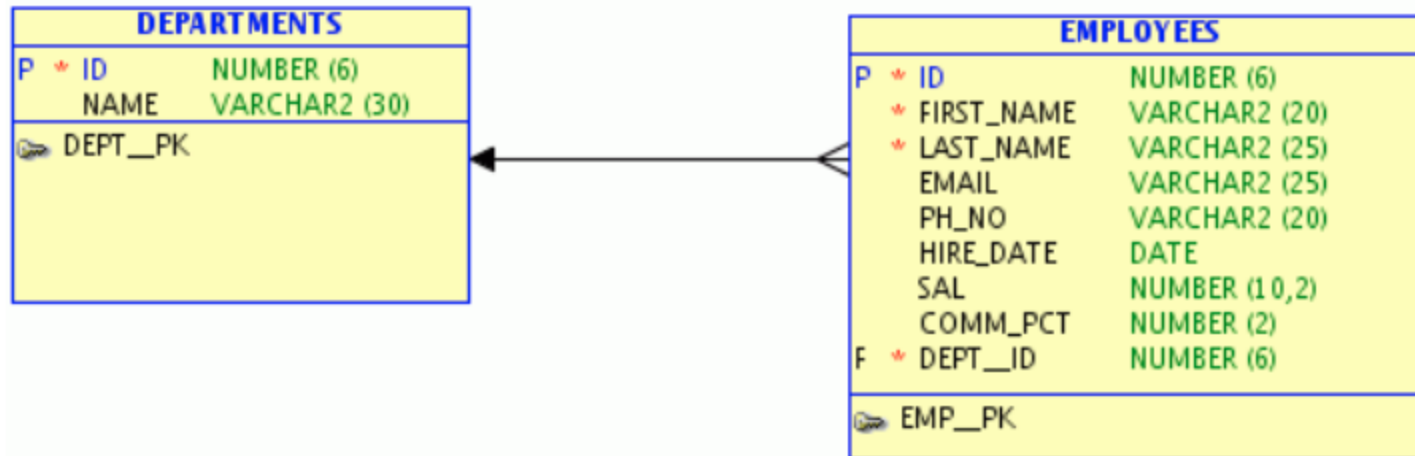 DEPARTMENTS
P * ID NUMBER (6)
NAME VARCHAR2 (30)
DEPT__PK
EMPLOYEES
P * ID NUMBER (6)
* FIRST_NAME VARCHAR2 (20)
* LAST_NAME VARCHAR2 (25)
EMAIL VARCHAR2 (25)
PH_NO VARCHAR2 (20)
HIRE_DATE DATE
SAL NUMBER (10,2)
COMM_PCT NUMBER (2)
F * DEPT__ID NUMBER (6)
EMP__PK